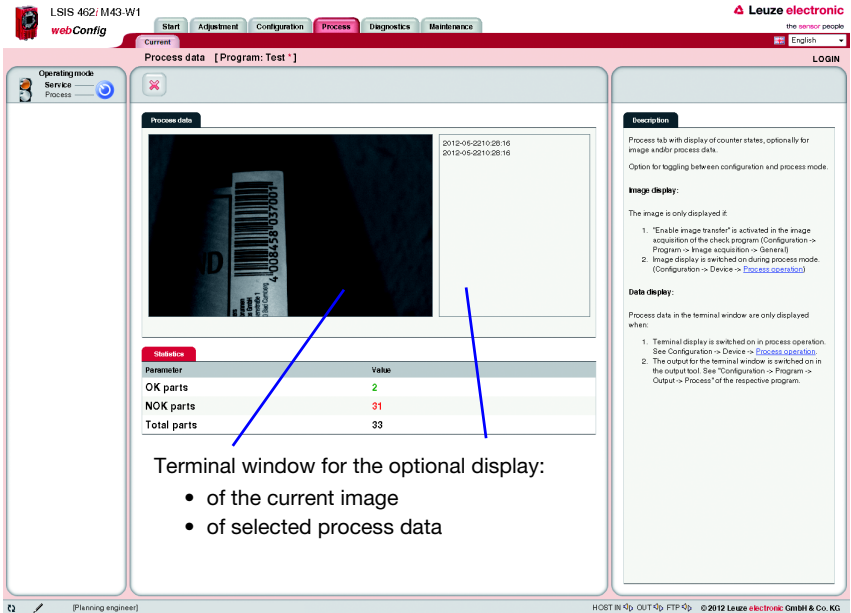 LSIS 462i M43-W1
webConfig
Start Adjustment Configuration Process Diagnostics Maintenance
Leuze electronic
the sensor people
Current
English
Process data [Program: Test *]
LOGIN
Operating mode
Service
Process
Process data
2012-05-2210:28:16
2012-05-2210:28:16
D
4 008458 037001
Statistics
Parameter Value
OK parts 2
NOK parts 31
Total parts 33
Terminal window for the optional display:
• of the current image
• of selected process data
Description
Process tab with display of counter states, optionally for
image and/or process data.
Option for toggling between configuration and process mode.
Image display:
The image is only displayed if:
1. "Enable image transfer" is activated in the image
acquisition of the check program (Configuration ->
Program -> Image acquisition -> General)
2. Image display is switched on during process mode.
(Configuration -> Device -> Process operation)
Data display:
Process data in the terminal window are only displayed
when:
1. Terminal display is switched on in process operation.
See Configuration -> Device -> Process operation.
2. The output for the terminal window is switched on in
the output tool. See "Configuration -> Program ->
Output -> Process" of the respective program.
[Planning engineer]
HOST IN OUT FTP ©2012 Leuze electronic GmbH & Co. KG